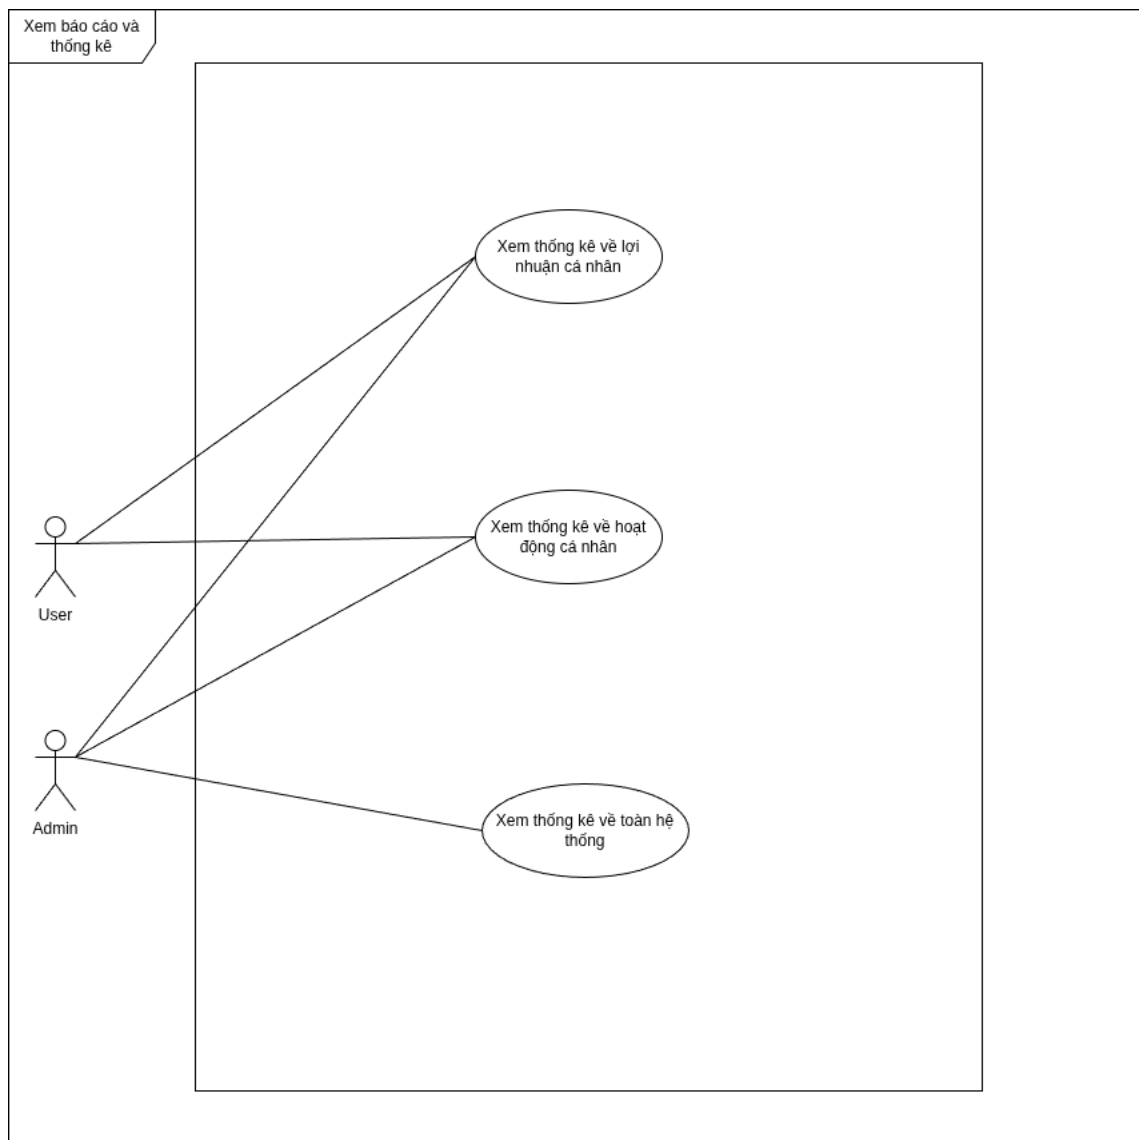 Xem báo cáo và
thống kê
Xem thống kê về lợi
nhuận cá nhân
Xem thống kê về hoạt
động cá nhân
User
Admin
Xem thống kê về toàn hệ
thống